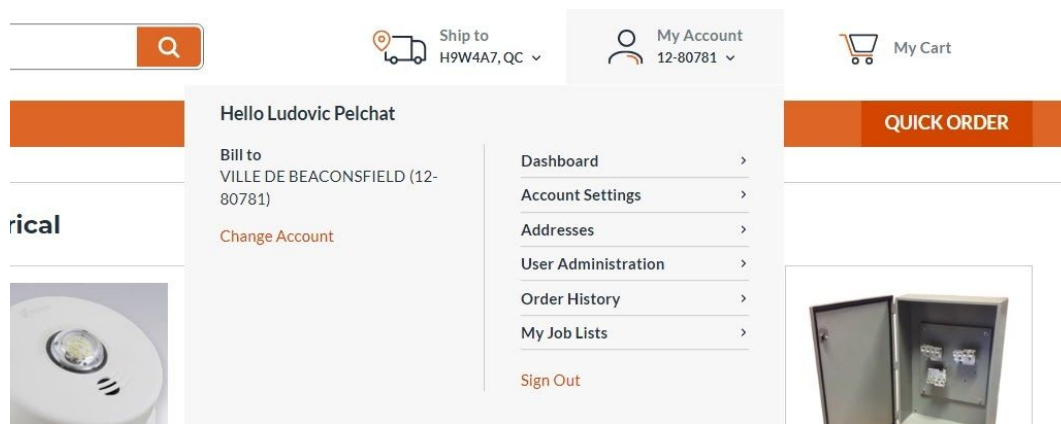 Ship to
H9W4A7, QC
My Account
12-80781
My Cart
Hello Ludovic Pelchat
QUICK ORDER
Bill to
VILLE DE BEACONSFIELD (12-
80781)
Change Account
Dashboard
Account Settings
Addresses
User Administration
Order History
My Job Lists
Sign Out
rical